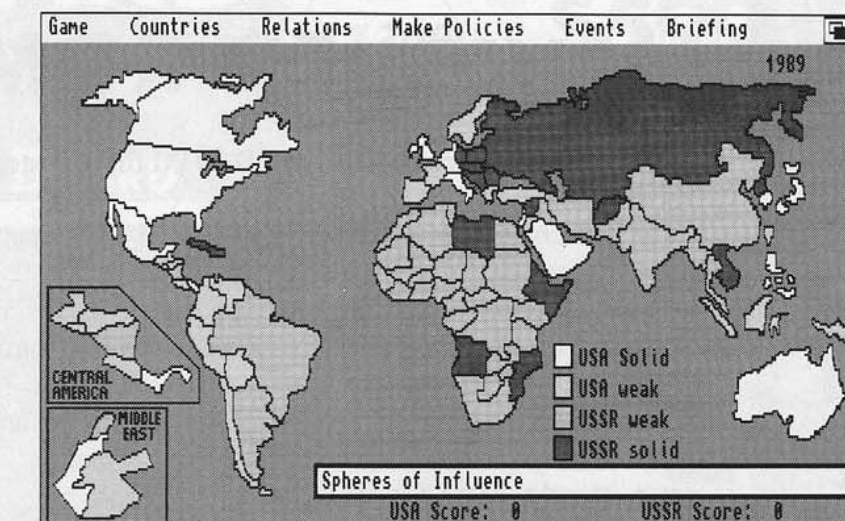 Game Countries Relations Make Policies Events Briefing
1989
USA Solid
USA weak
USSR weak
USSR solid
CENTRAL
AMERICA
MIDDLE
EAST
Spheres of Influence
USA Score: 0 USSR Score: 0